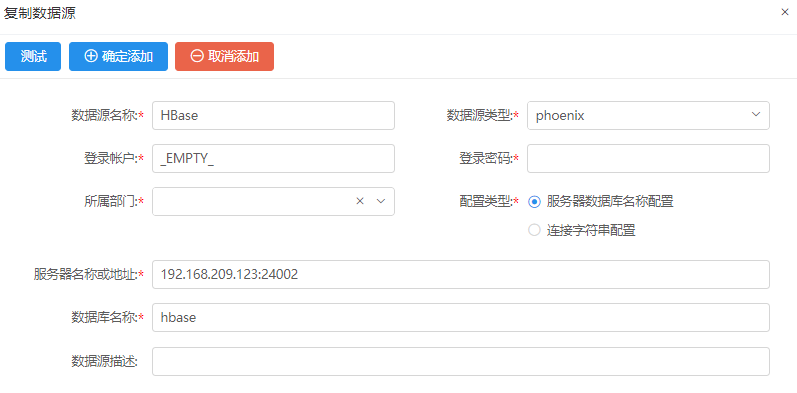 复制数据源
测试 确定添加 取消添加
数据源名称:* HBase 数据源类型:* phoenix
登录帐户:* _EMPTY_ 登录密码:*
所属部门:* 配置类型:* 服务器数据库名称配置
连接字符串配置
服务器名称或地址:* 192.168.209.123:24002
数据库名称:* hbase
数据源描述: